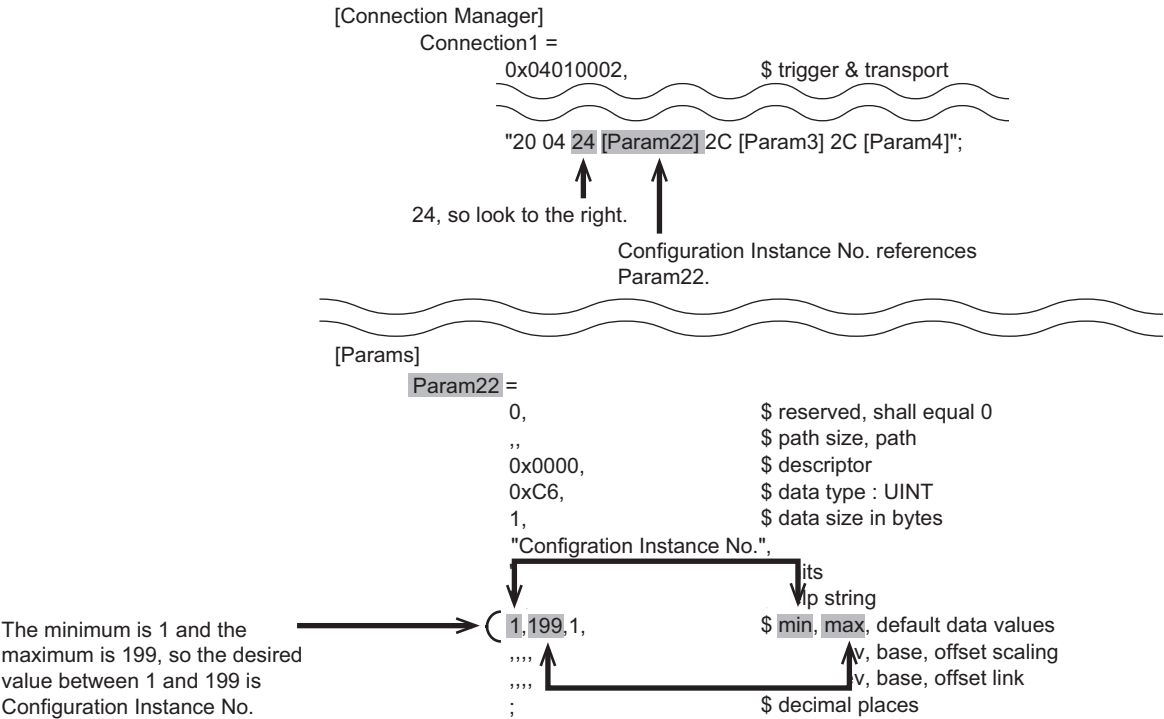 [Connection Manager]
Connection1 =
0x04010002, $ trigger & transport
"20 04 24 [Param22] 2C [Param3] 2C [Param4]";
24, so look to the right.
Configuration Instance No. references
Param22.
[Params]
Param22 =
0, $ reserved, shall equal 0
,, $ path size, path
0x0000, $ descriptor
0xC6, $ data type : UINT
1, $ data size in bytes
"Configration Instance No.",
string
1,199,1, $ min, max, default data values
,,,, base, offset scaling
,,,, base, offset link
; $ decimal places
The minimum is 1 and the
maximum is 199, so the desired
value between 1 and 199 is
Configuration Instance No.